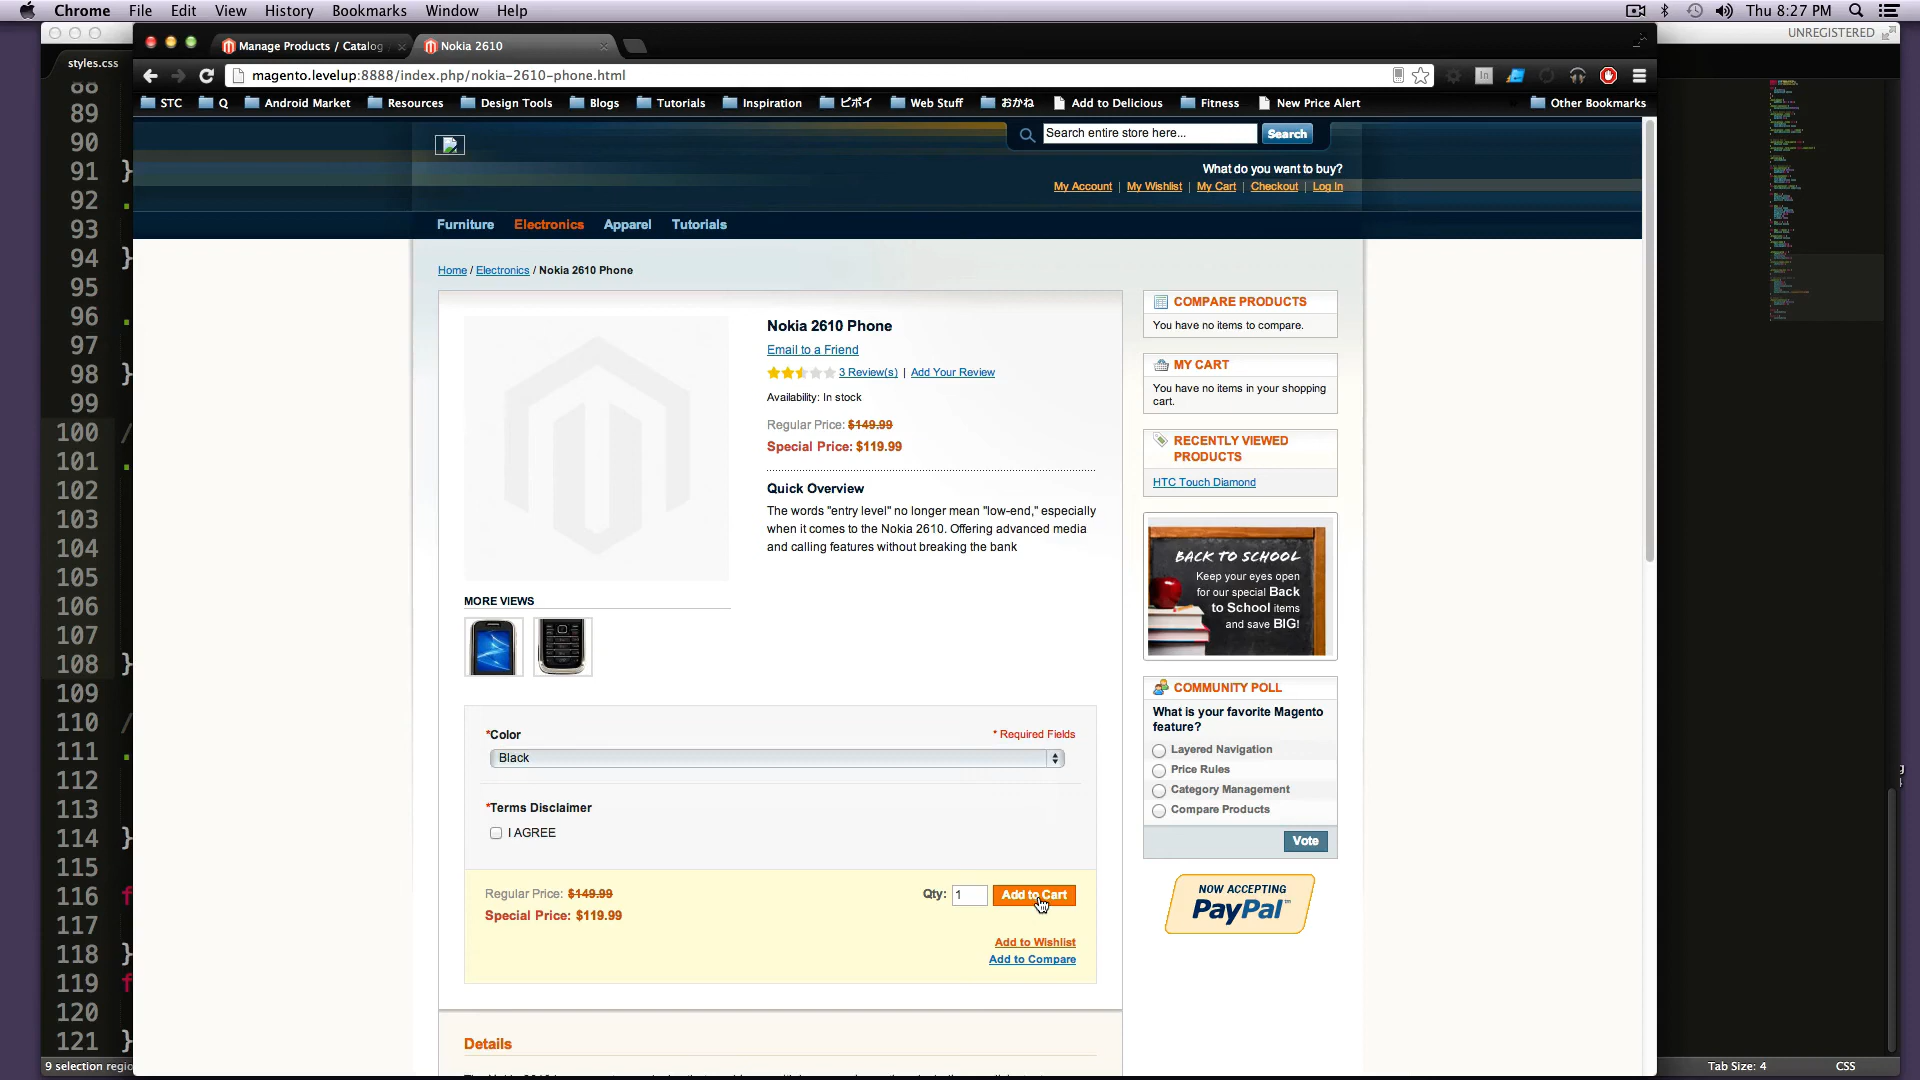 Chrome File Edit View History Bookmarks Window Help Thu 8:27 PM
UNREGISTERED
styles.css
Manage Products / Catalog
Nokia 2610
magento.levelup:8888/index.php/nokia-2610-phone.html
STC Q Android Market Resources Design Tools Blogs Tutorials Inspiration ピボイ Web Stuff おかね Add to Delicious Fitness New Price Alert Other Bookmarks
Search entire store here... Search
What do you want to buy?
My Account | My Wishlist | My Cart | Checkout | Log In
Furniture Electronics Apparel Tutorials
Home / Electronics / Nokia 2610 Phone
Nokia 2610 Phone
Email to a Friend
3 Review(s) | Add Your Review
Availability: In stock
Regular Price: $149.99
Special Price: $119.99
Quick Overview
The words "entry level" no longer mean "low-end," especially
when it comes to the Nokia 2610. Offering advanced media
and calling features without breaking the bank
MORE VIEWS
*Color
* Required Fields
Black
*Terms Disclaimer
I AGREE
Regular Price: $149.99
Special Price: $119.99
Qty: 1 Add to Cart
Add to Wishlist
Add to Compare
Details
COMPARE PRODUCTS
You have no items to compare.
MY CART
You have no items in your shopping
cart.
RECENTLY VIEWED
PRODUCTS
HTC Touch Diamond
BACK TO SCHOOL
Keep your eyes open
for our special Back
to School items
and save BIG!
COMMUNITY POLL
What is your favorite Magento
feature?
Layered Navigation
Price Rules
Category Management
Compare Products
Vote
NOW ACCEPTING
PayPal™
88
89
90
91 }
92 .
93
94 }
95
96 .
97
98 }
99
100 /
101 .
102
103
104
105
106
107
108 }
109
110 /
111 .
112
113
114 }
115
116 f
117
118 }
119 f
120
121 }
9 selection regio
Tab Size: 4
CSS